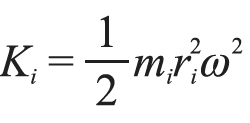 $K_i = \frac{1}{2} m_i r_i^2 \omega^2$